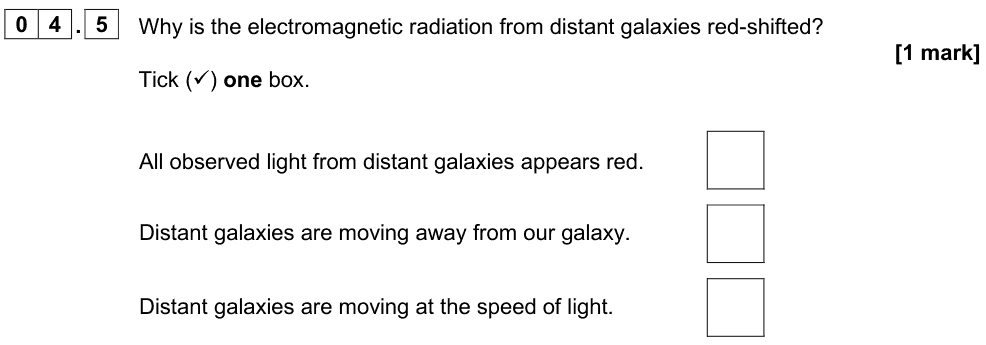 0 4 . 5 Why is the electromagnetic radiation from distant galaxies red-shifted?
[1 mark]
Tick (✓) one box.
All observed light from distant galaxies appears red.
Distant galaxies are moving away from our galaxy.
Distant galaxies are moving at the speed of light.